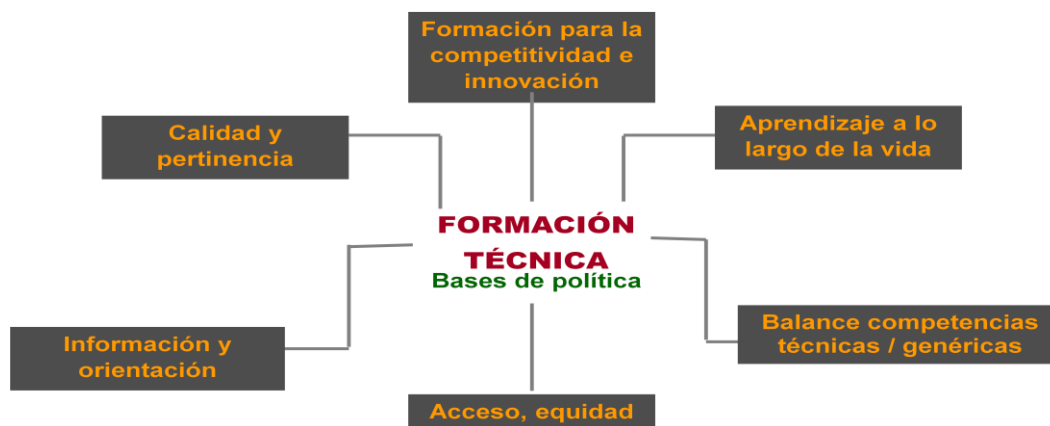 Formación para la
competitividad e
innovación
Calidad y
pertinencia
Aprendizaje a lo
largo de la vida
FORMACIÓN
TÉCNICA
Bases de política
Información y
orientación
Balance competencias
técnicas / genéricas
Acceso, equidad